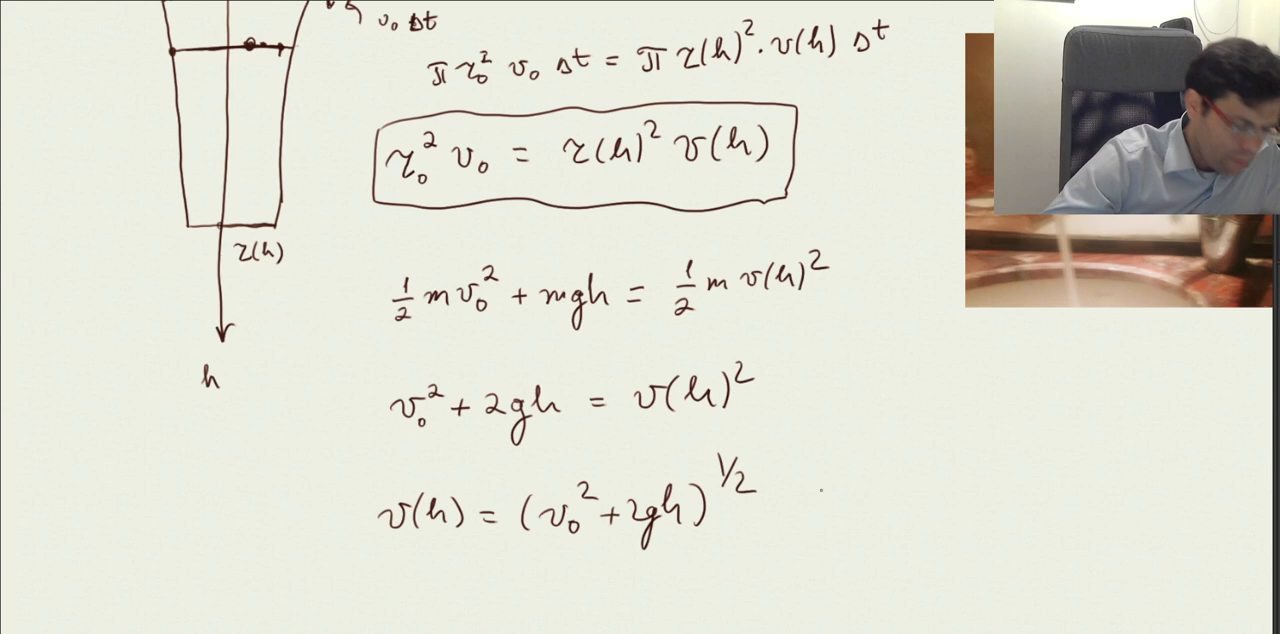 v₀ Δt
π r₀² v₀ Δt = π r(h)² · v(h) Δt
r₀² v₀ = r(h)² v(h)
r(h)
½ m v₀² + mgh = ½ m v(h)²
h
v₀² + 2gh = v(h)²
v(h) = (v₀² + 2gh)^1/2